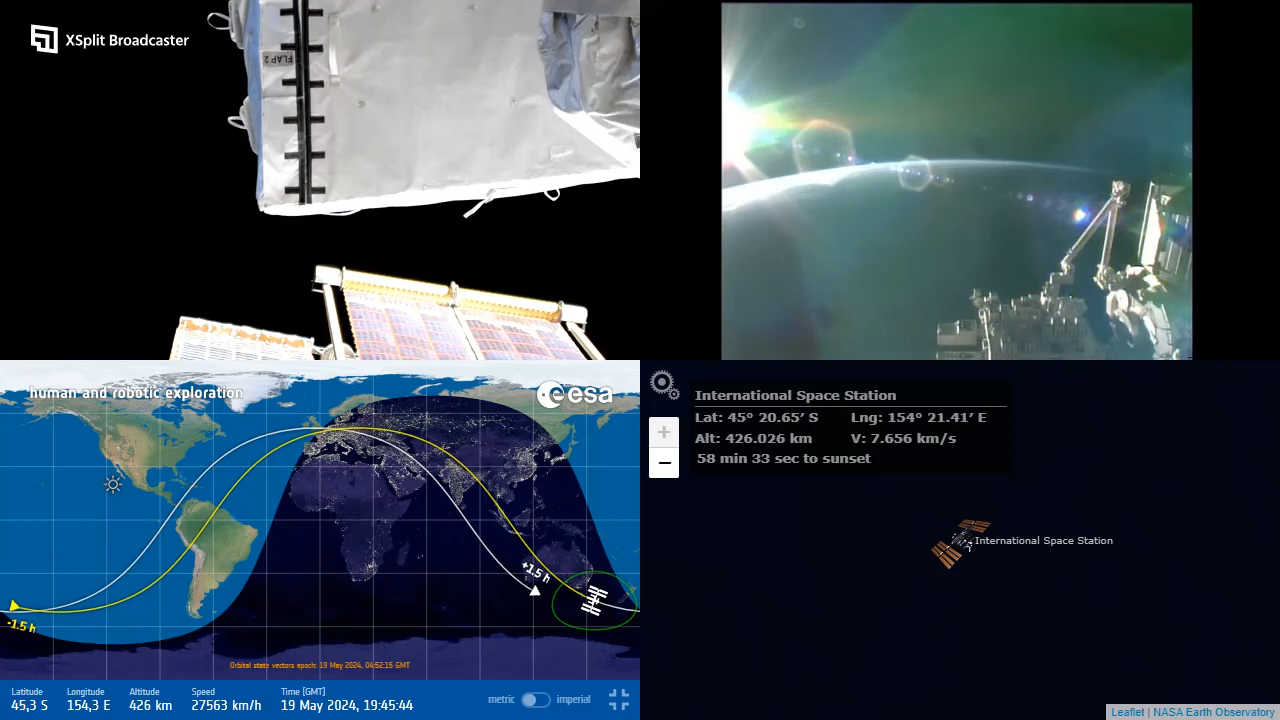 XSplit Broadcaster
FLAP 2
human and robotic exploration
esa
+1.5 h
-1.5 h
Orbital state vectors epoch: 19 May 2024, 04:52:15 GMT
Latitude
45,3 S
Longitude
154,3 E
Altitude
426 km
Speed
27563 km/h
Time [GMT]
19 May 2024, 19:45:44
metric
imperial
International Space Station
Lat: 45° 20.65′ S
Lng: 154° 21.41′ E
Alt: 426.026 km
V: 7.656 km/s
58 min 33 sec to sunset
+
−
International Space Station
Leaflet | NASA Earth Observatory